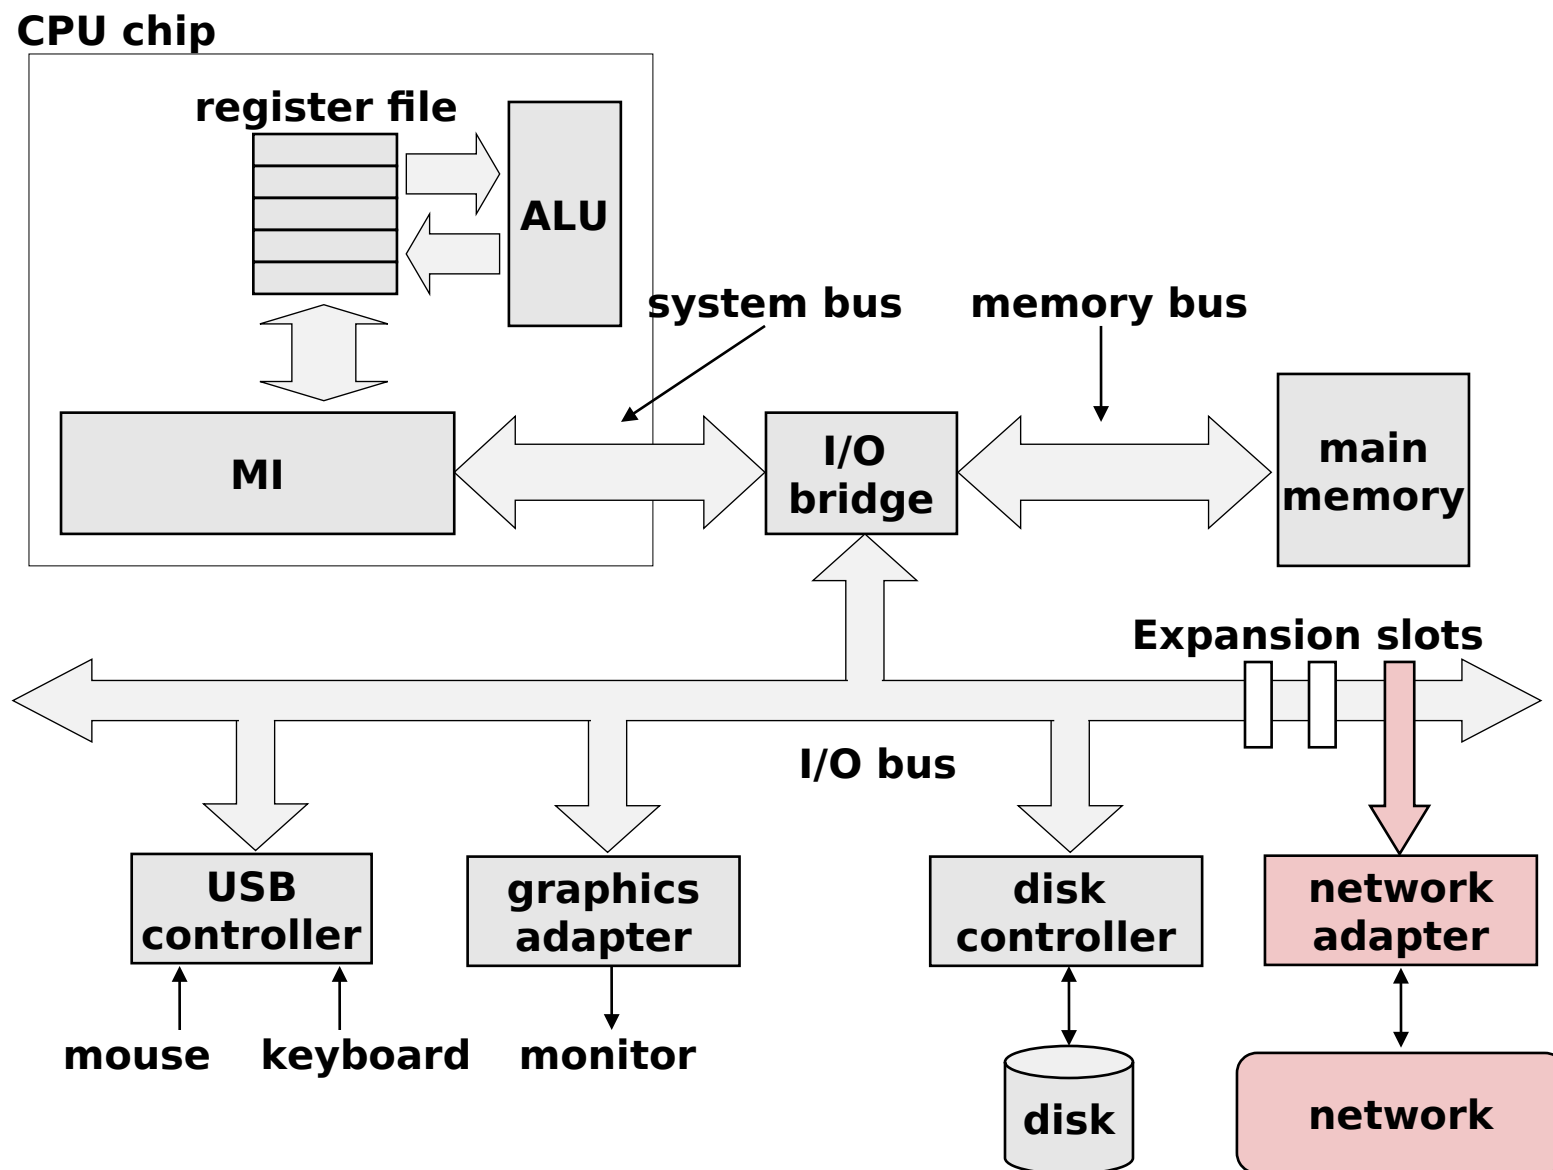 CPU chip
register file
ALU
system bus
memory bus
MI
I/O
bridge
main
memory
Expansion slots
I/O bus
USB
controller
graphics
adapter
disk
controller
network
adapter
mouse
keyboard
monitor
disk
network